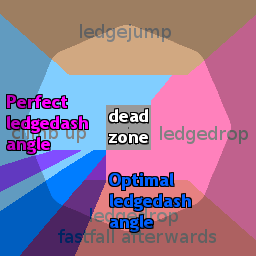 ledgejump
Perfect
ledgedash
angle
climb up
dead
zone
ledgedrop
Optimal
ledgedash
angle
ledgedrop
fastfall afterwards